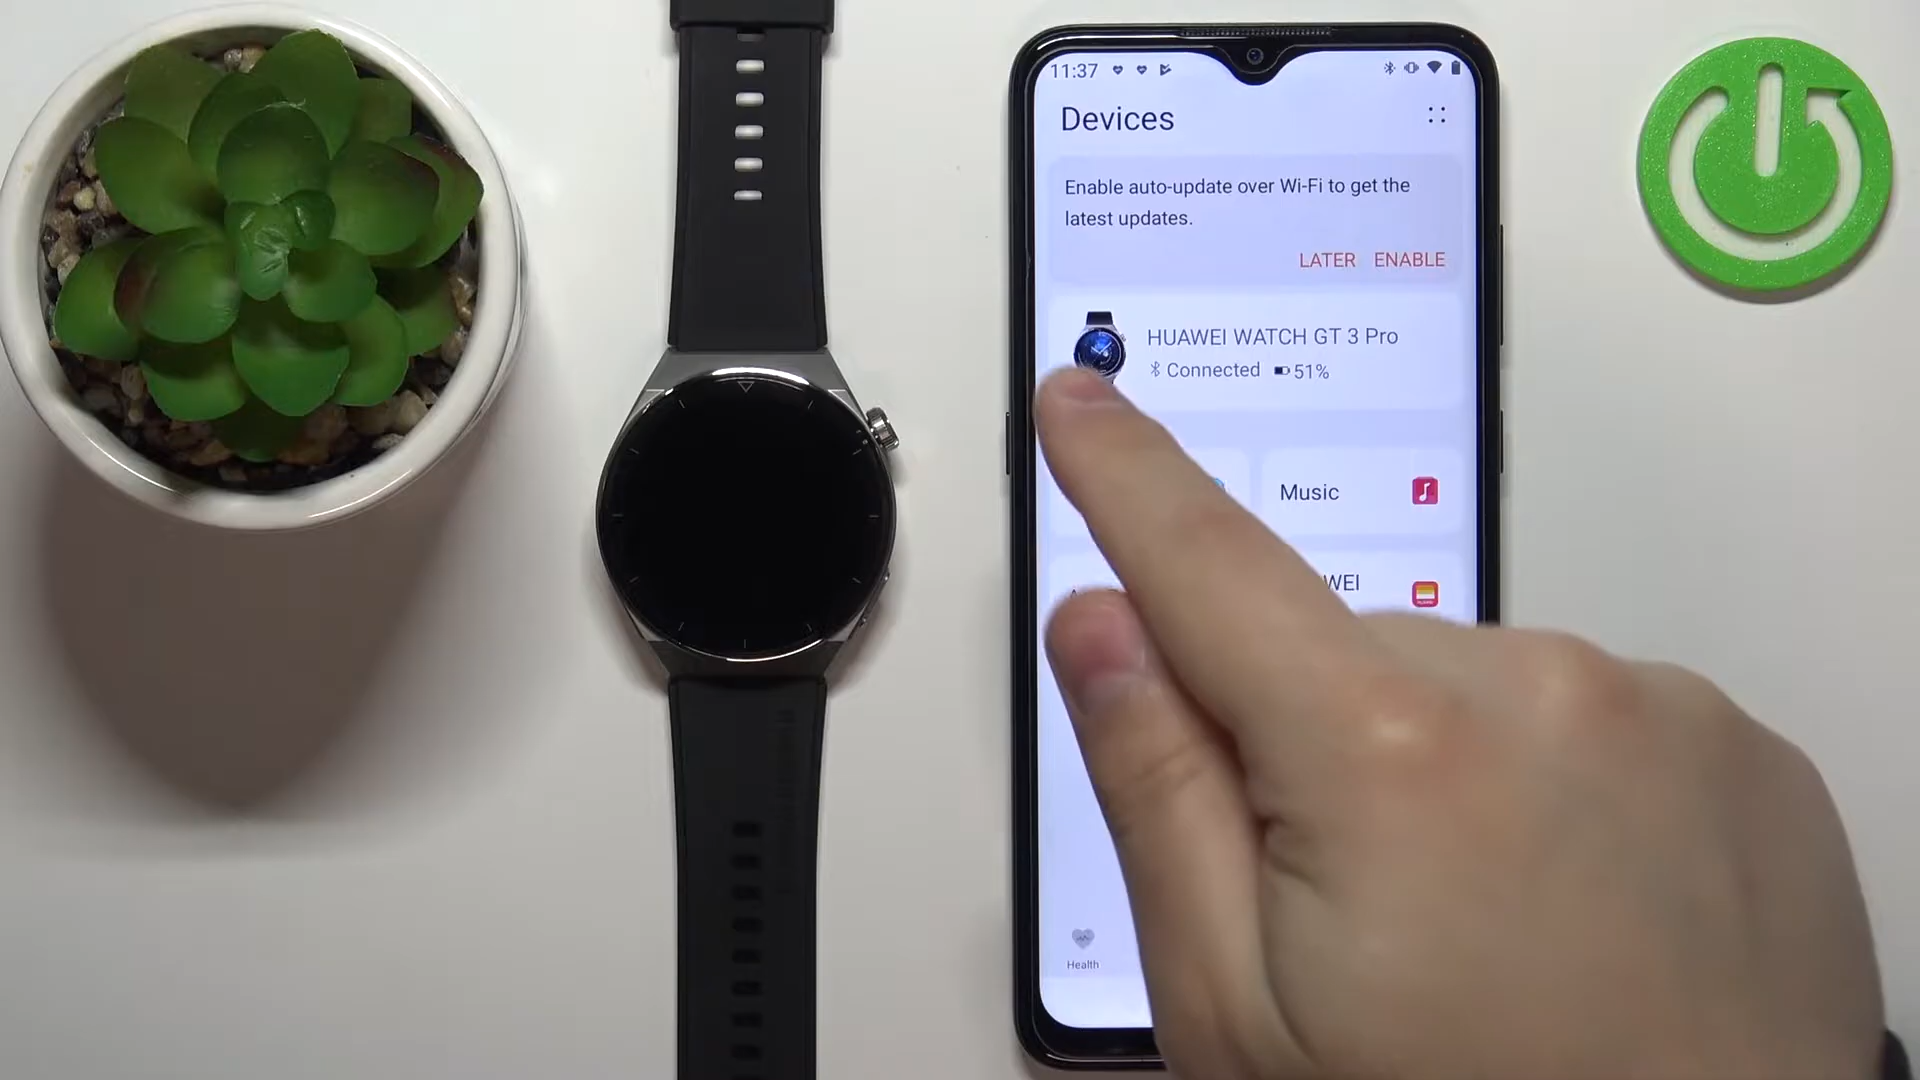 11:37
Devices
Enable auto-update over Wi-Fi to get the
latest updates.
LATER ENABLE
HUAWEI WATCH GT 3 Pro
Connected 51%
Music
Health